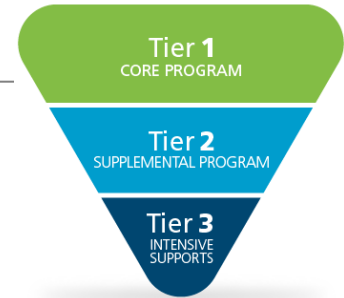 Tier 1
CORE PROGRAM
Tier 2
SUPPLEMENTAL PROGRAM
Tier 3
INTENSIVE
SUPPORTS